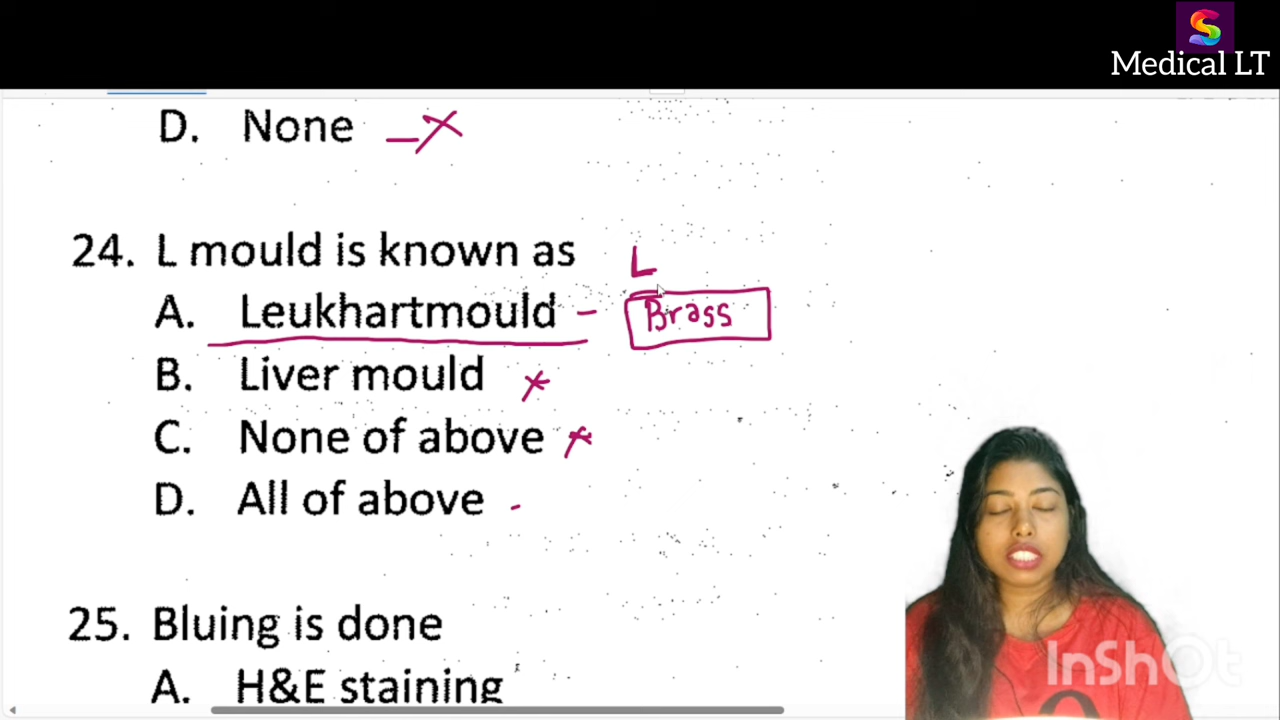 S
Medical LT
D. None
24. L mould is known as
L
A. Leukhartmould - Brass
B. Liver mould
C. None of above
D. All of above
25. Bluing is done
A. H&E staining
InShOt